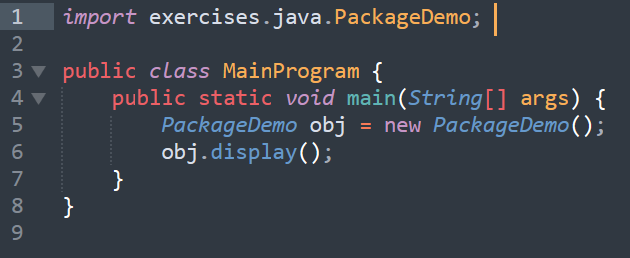 1 import exercises.java.PackageDemo;
2
3 public class MainProgram {
4 public static void main(String[] args) {
5 PackageDemo obj = new PackageDemo();
6 obj.display();
7 }
8 }
9